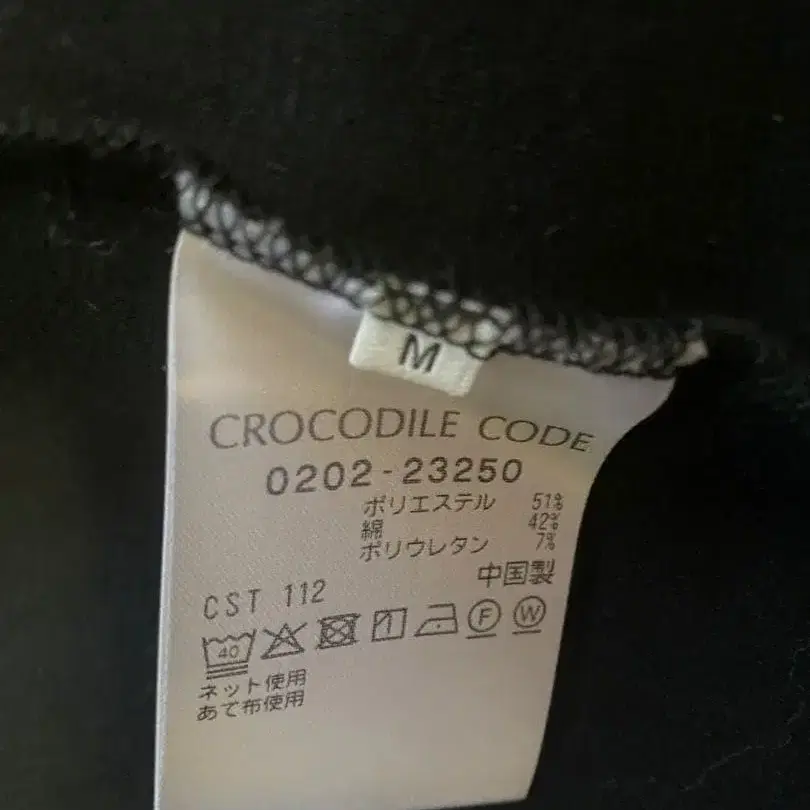 M
CROCODILE CODE
0202-23250
ポリエステル 51%
綿 42%
ポリウレタン 7%
中国製
CST 112
40 F W
ネット使用
あて布使用